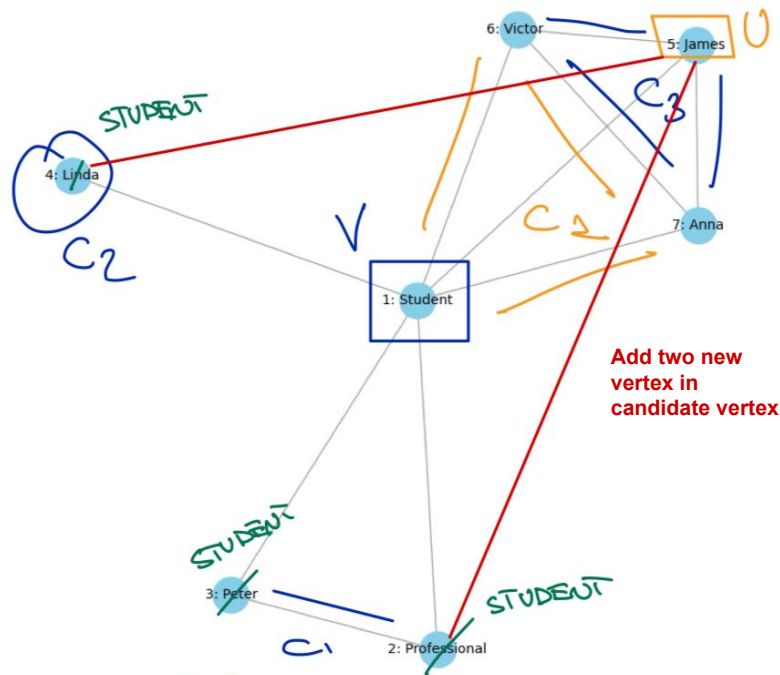 6: Victor
5: James
U
STUDENT
C3
4: Linda
7: Anna
V
C2
C1
1: Student
Add two new
vertex in
candidate vertex
STUDENT
3: Peter
STUDENT
2: Professional
C1